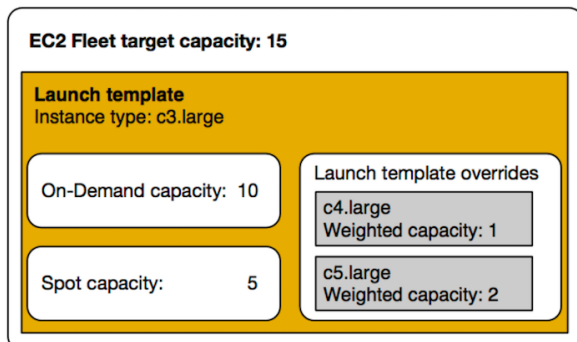 EC2 Fleet target capacity: 15
Launch template
Instance type: c3.large
On-Demand capacity: 10
Spot capacity: 5
Launch template overrides
c4.large
Weighted capacity: 1
c5.large
Weighted capacity: 2